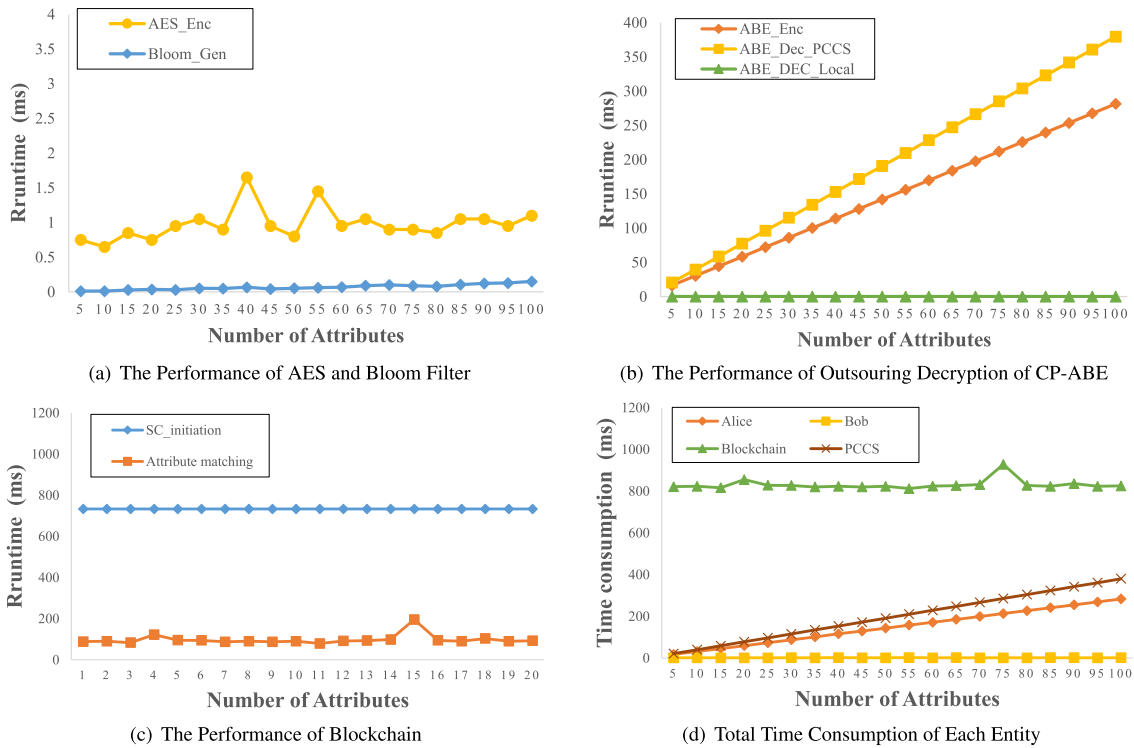 4
3.5
3
2.5
2
1.5
1
0.5
0
Rruntime (ms)
AES_Enc
Bloom_Gen
5 10 15 20 25 30 35 40 45 50 55 60 65 70 75 80 85 90 95 100
Number of Attributes
(a) The Performance of AES and Bloom Filter
400
350
300
250
200
150
100
50
0
Rruntime (ms)
ABE_Enc
ABE_Dec_PCCS
ABE_DEC_Local
5 10 15 20 25 30 35 40 45 50 55 60 65 70 75 80 85 90 95 100
Number of Attributes
(b) The Performance of Outsouring Decryption of CP-ABE
1200
1000
800
600
400
200
0
Rruntime (ms)
SC_initiation
Attribute matching
1 2 3 4 5 6 7 8 9 10 11 12 13 14 15 16 17 18 19 20
Number of Attributes
(c) The Performance of Blockchain
1200
1000
800
600
400
200
0
Time consumption (ms)
Alice Bob
Blockchain PCCS
5 10 15 20 25 30 35 40 45 50 55 60 65 70 75 80 85 90 95 100
Number of Attributes
(d) Total Time Consumption of Each Entity